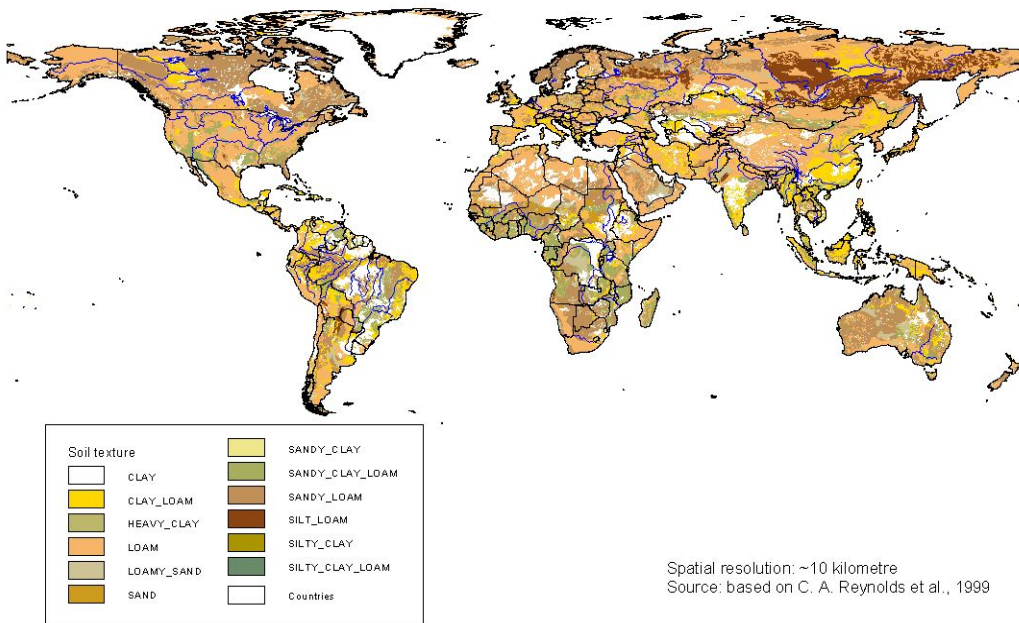 Soil texture
CLAY
CLAY_LOAM
HEAVY_CLAY
LOAM
LOAMY_SAND
SAND
SANDY_CLAY
SANDY_CLAY_LOAM
SANDY_LOAM
SILT_LOAM
SILTY_CLAY
SILTY_CLAY_LOAM
Countries
Spatial resolution: ~10 kilometre
Source: based on C. A. Reynolds et al., 1999